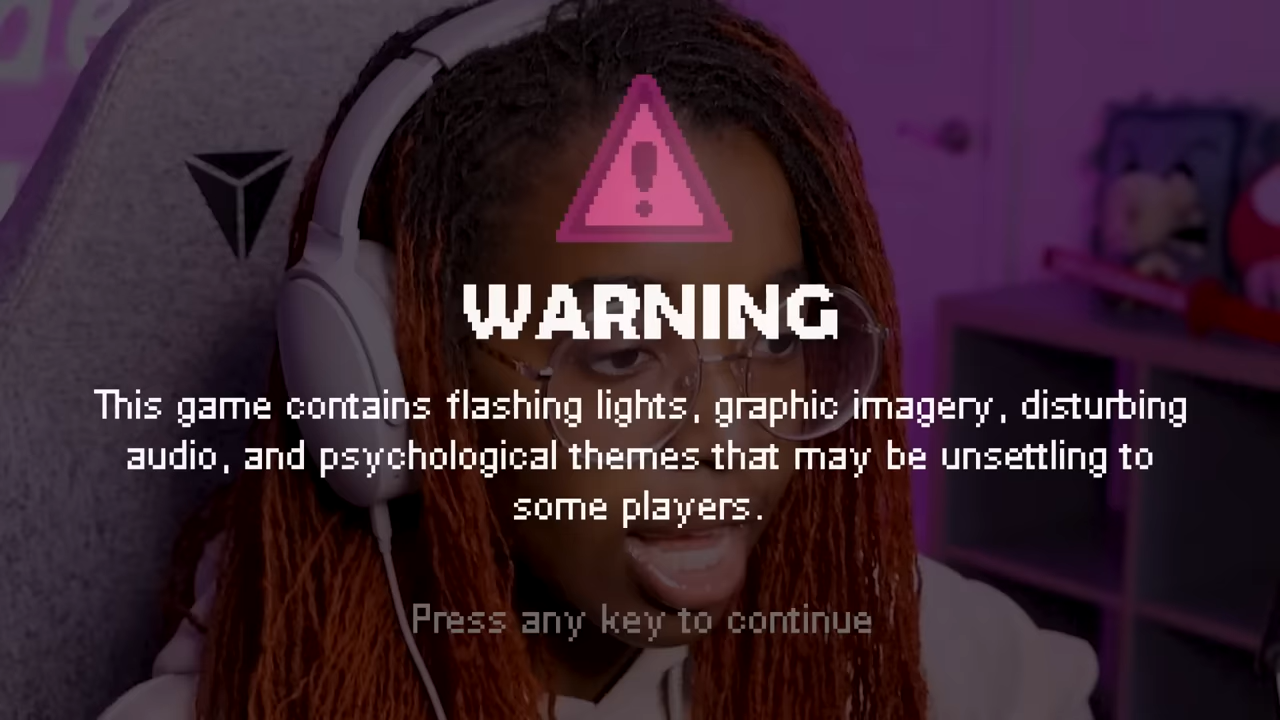 WARNING
This game contains flashing lights, graphic imagery, disturbing
audio, and psychological themes that may be unsettling to
some players.
Press any key to continue